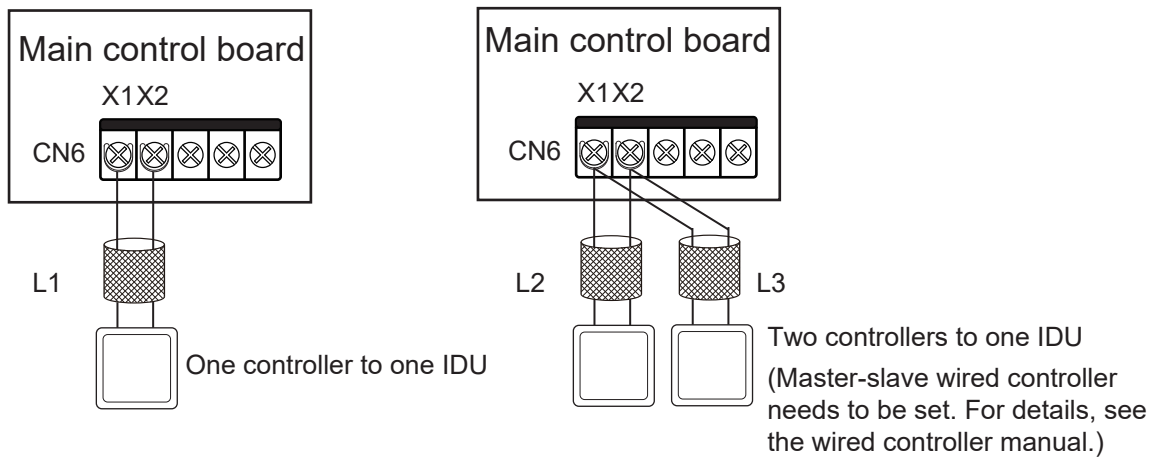 Main control board
X1X2
CN6
L1
One controller to one IDU
Main control board
X1X2
CN6
L2
L3
Two controllers to one IDU
(Master-slave wired controller
needs to be set. For details, see
the wired controller manual.)